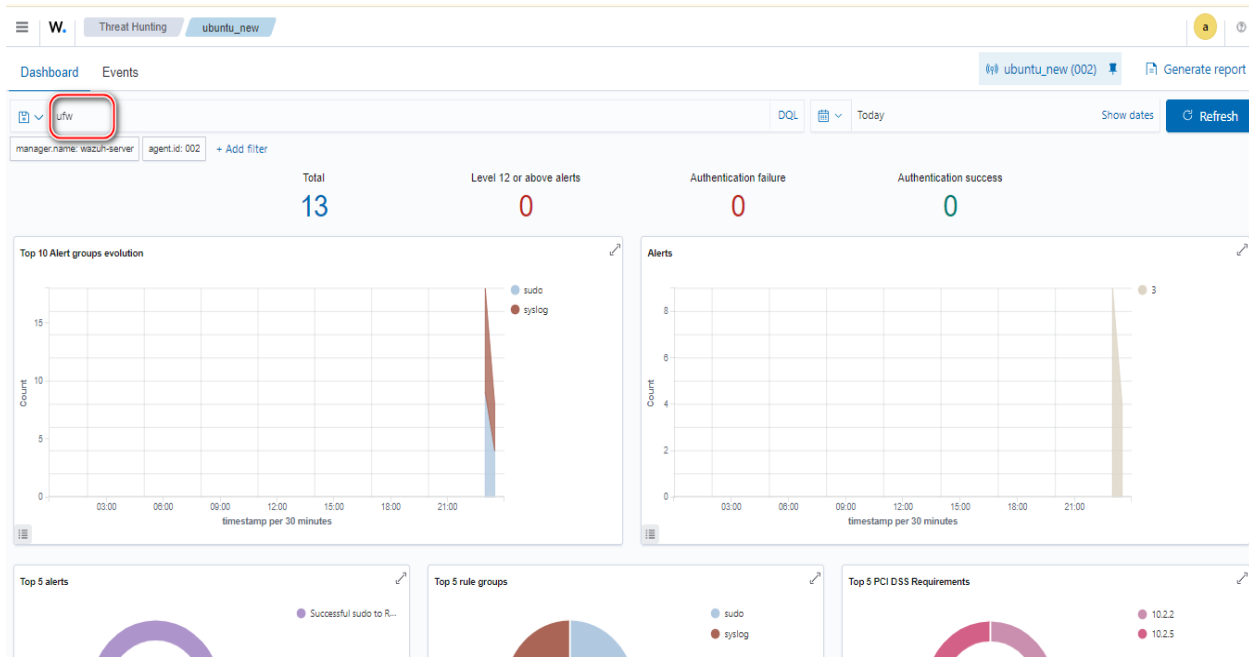 W. Threat Hunting ubuntu_new a
Dashboard Events ubuntu_new (002) Generate report
ufw DQL Today Show dates Refresh
manager.name: wazuh-server agent.id: 002 + Add filter
Total Level 12 or above alerts Authentication failure Authentication success
13 0 0 0
Top 10 Alert groups evolution
sudo
syslog
15
10
5
0
Count
03:00 06:00 09:00 12:00 15:00 18:00 21:00
timestamp per 30 minutes
Alerts
3
8
6
4
2
0
Count
03:00 06:00 09:00 12:00 15:00 18:00 21:00
timestamp per 30 minutes
Top 5 alerts
Successful sudo to R...
Top 5 rule groups
sudo
syslog
Top 5 PCI DSS Requirements
10.2.2
10.2.5